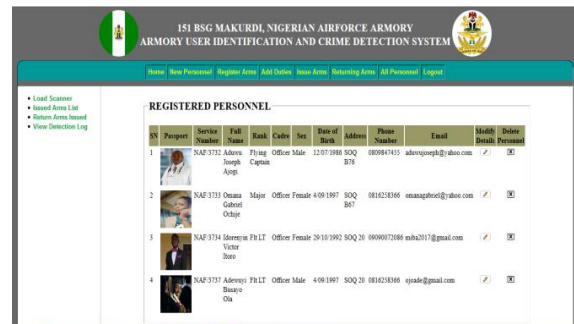 151 BSG MAKURDI, NIGERIAN AIRFORCE ARMORY
ARMORY USER IDENTIFICATION AND CRIME DETECTION SYSTEM
Home New Personnel Register Arms Add Duties Issue Arms Returning Arms All Personnel Logout
Load Scanner
Issued Arms List
Return Arms Issued
View Detection Log
REGISTERED PERSONNEL
SN Passport Service Number Full Name Rank Cadre Sex Date of Birth Address Phone Number Email Modify Details Delete Personnel
1 NAF/3732 Aduwu Joseph Ajogi Flying Captain Officer Male 12/07/1986 SOQ B76 0809847455 aduwujoseph@yahoo.com
2 NAF/3733 Omana Gabriel Ochije Major Officer Female 4/09/1997 SOQ B67 0816258366 omanagabriel@yahoo.com
3 NAF/3734 Idorenyin Victor Itoro Flt LT Officer Female 29/10/1992 SOQ 20 09090072086 miba2017@gmail.com
4 NAF/3737 Adewuyi Busayo Ola Flt LT Officer Male 4/09/1997 SOQ 20 0816258366 ojoade@gmail.com